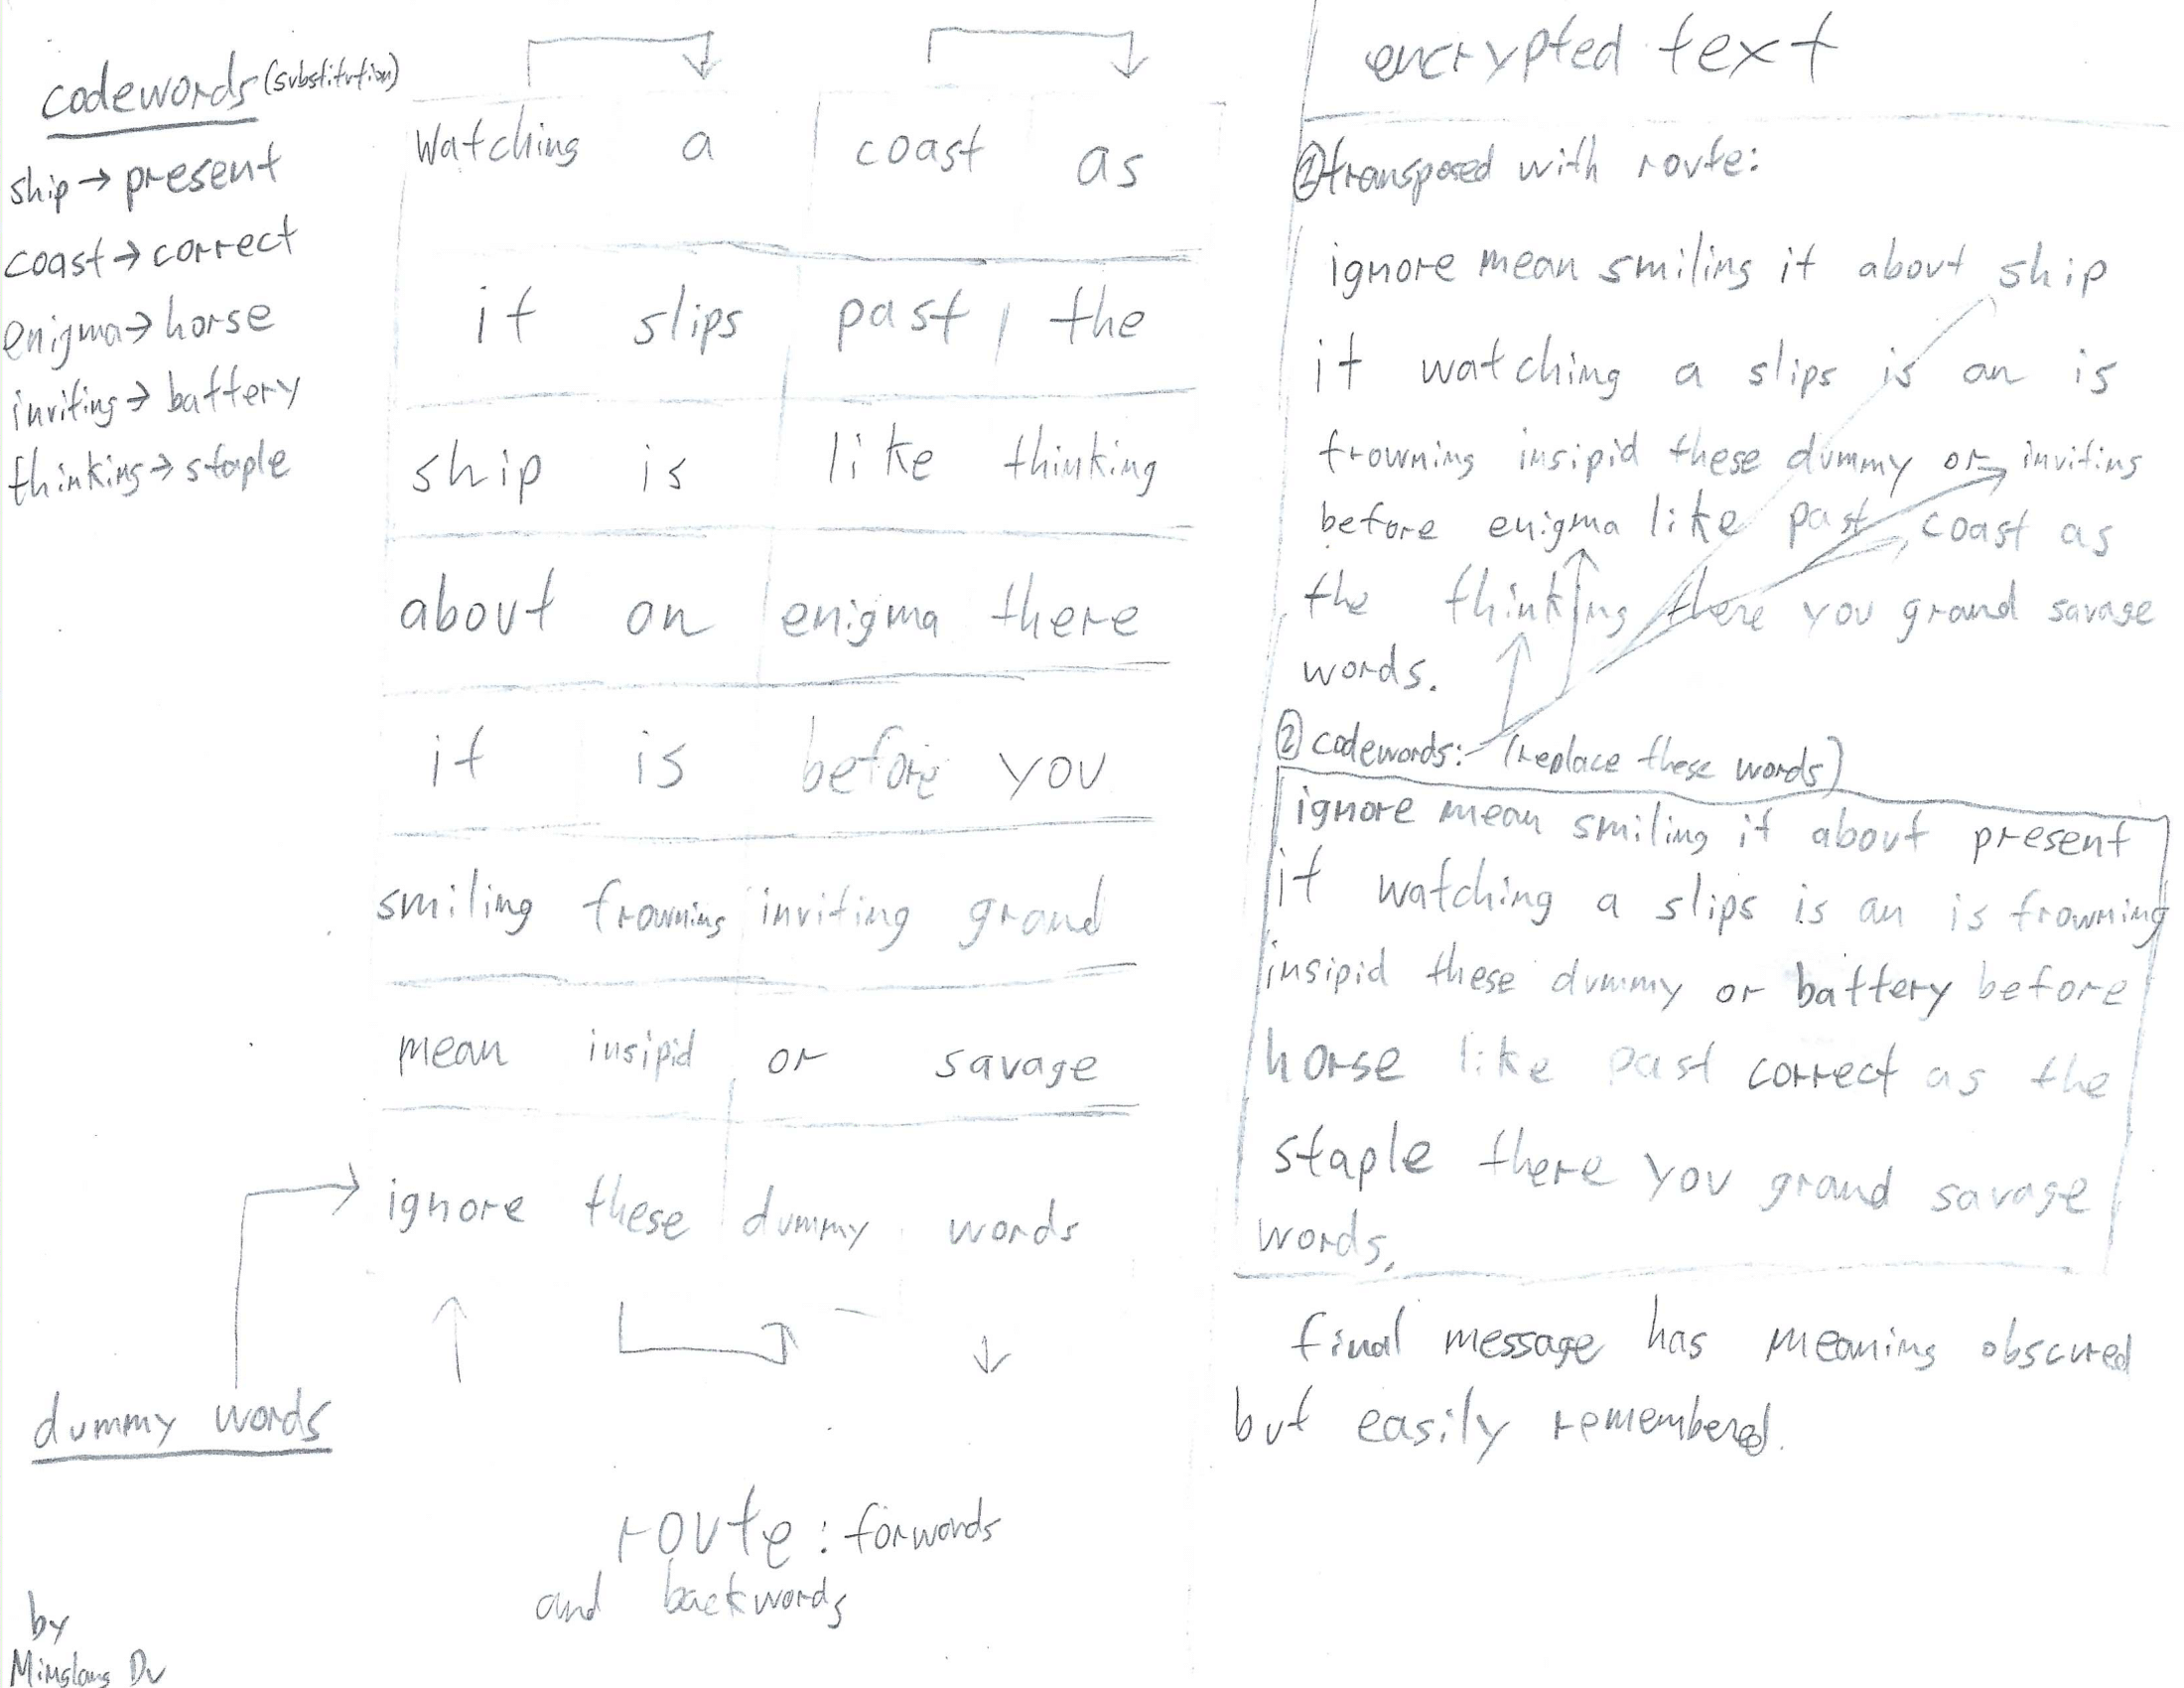 codewords (substitution)
ship → present
coast → correct
enigma → horse
inviting → battery
thinking → staple
Watching a coast as
it slips past, the
ship is like thinking
about an enigma there
it is before you
smiling frowning inviting grand
mean insipid or savage
ignore these dummy words
dummy words
route: forwards
and backwords
by
encrypted text
① transposed with route:
ignore mean smiling it about ship
it watching a slips is an is
frowning insipid these dummy or inviting
before enigma like past coast as
the thinking there you grand savage
words.
② codewords: (replace these words)
ignore mean smiling it about present
it watching a slips is an is frowning
insipid these dummy or battery before
horse like past correct as the
staple there you grand savage
words.
final message has meaning obscured
but easily remembered.